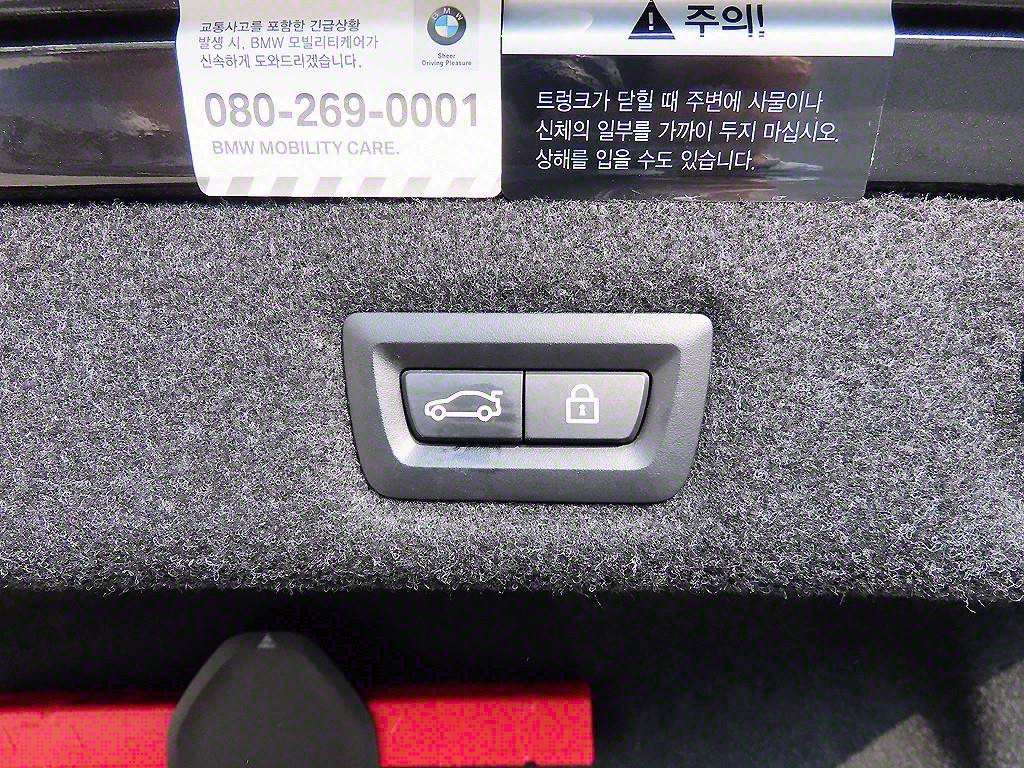 교통사고를 포함한 긴급상황
발생 시, BMW 모빌리티케어가
신속하게 도와드리겠습니다.
BMW
Sheer
Driving Pleasure
080-269-0001
BMW MOBILITY CARE.
주의!
트렁크가 닫힐 때 주변에 사물이나
신체의 일부를 가까이 두지 마십시오.
상해를 입을 수도 있습니다.